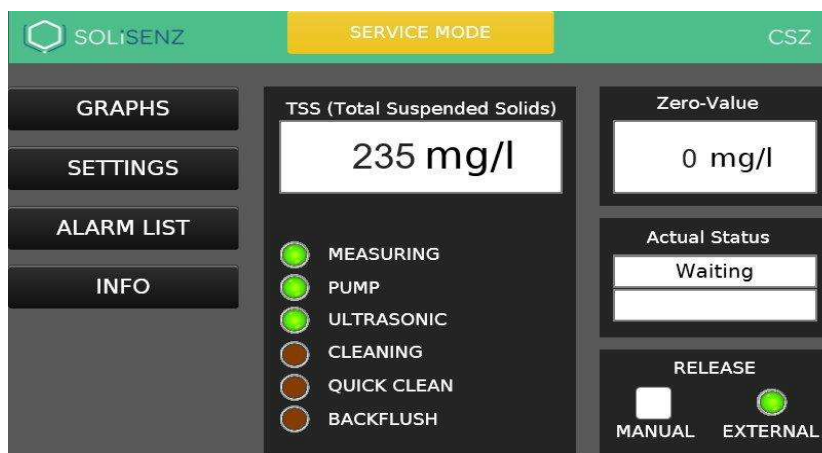 SOLiSENZ
SERVICE MODE
CSZ
GRAPHS
SETTINGS
ALARM LIST
INFO
TSS (Total Suspended Solids)
235 mg/l
MEASURING
PUMP
ULTRASONIC
CLEANING
QUICK CLEAN
BACKFLUSH
Zero-Value
0 mg/l
Actual Status
Waiting
RELEASE
MANUAL EXTERNAL